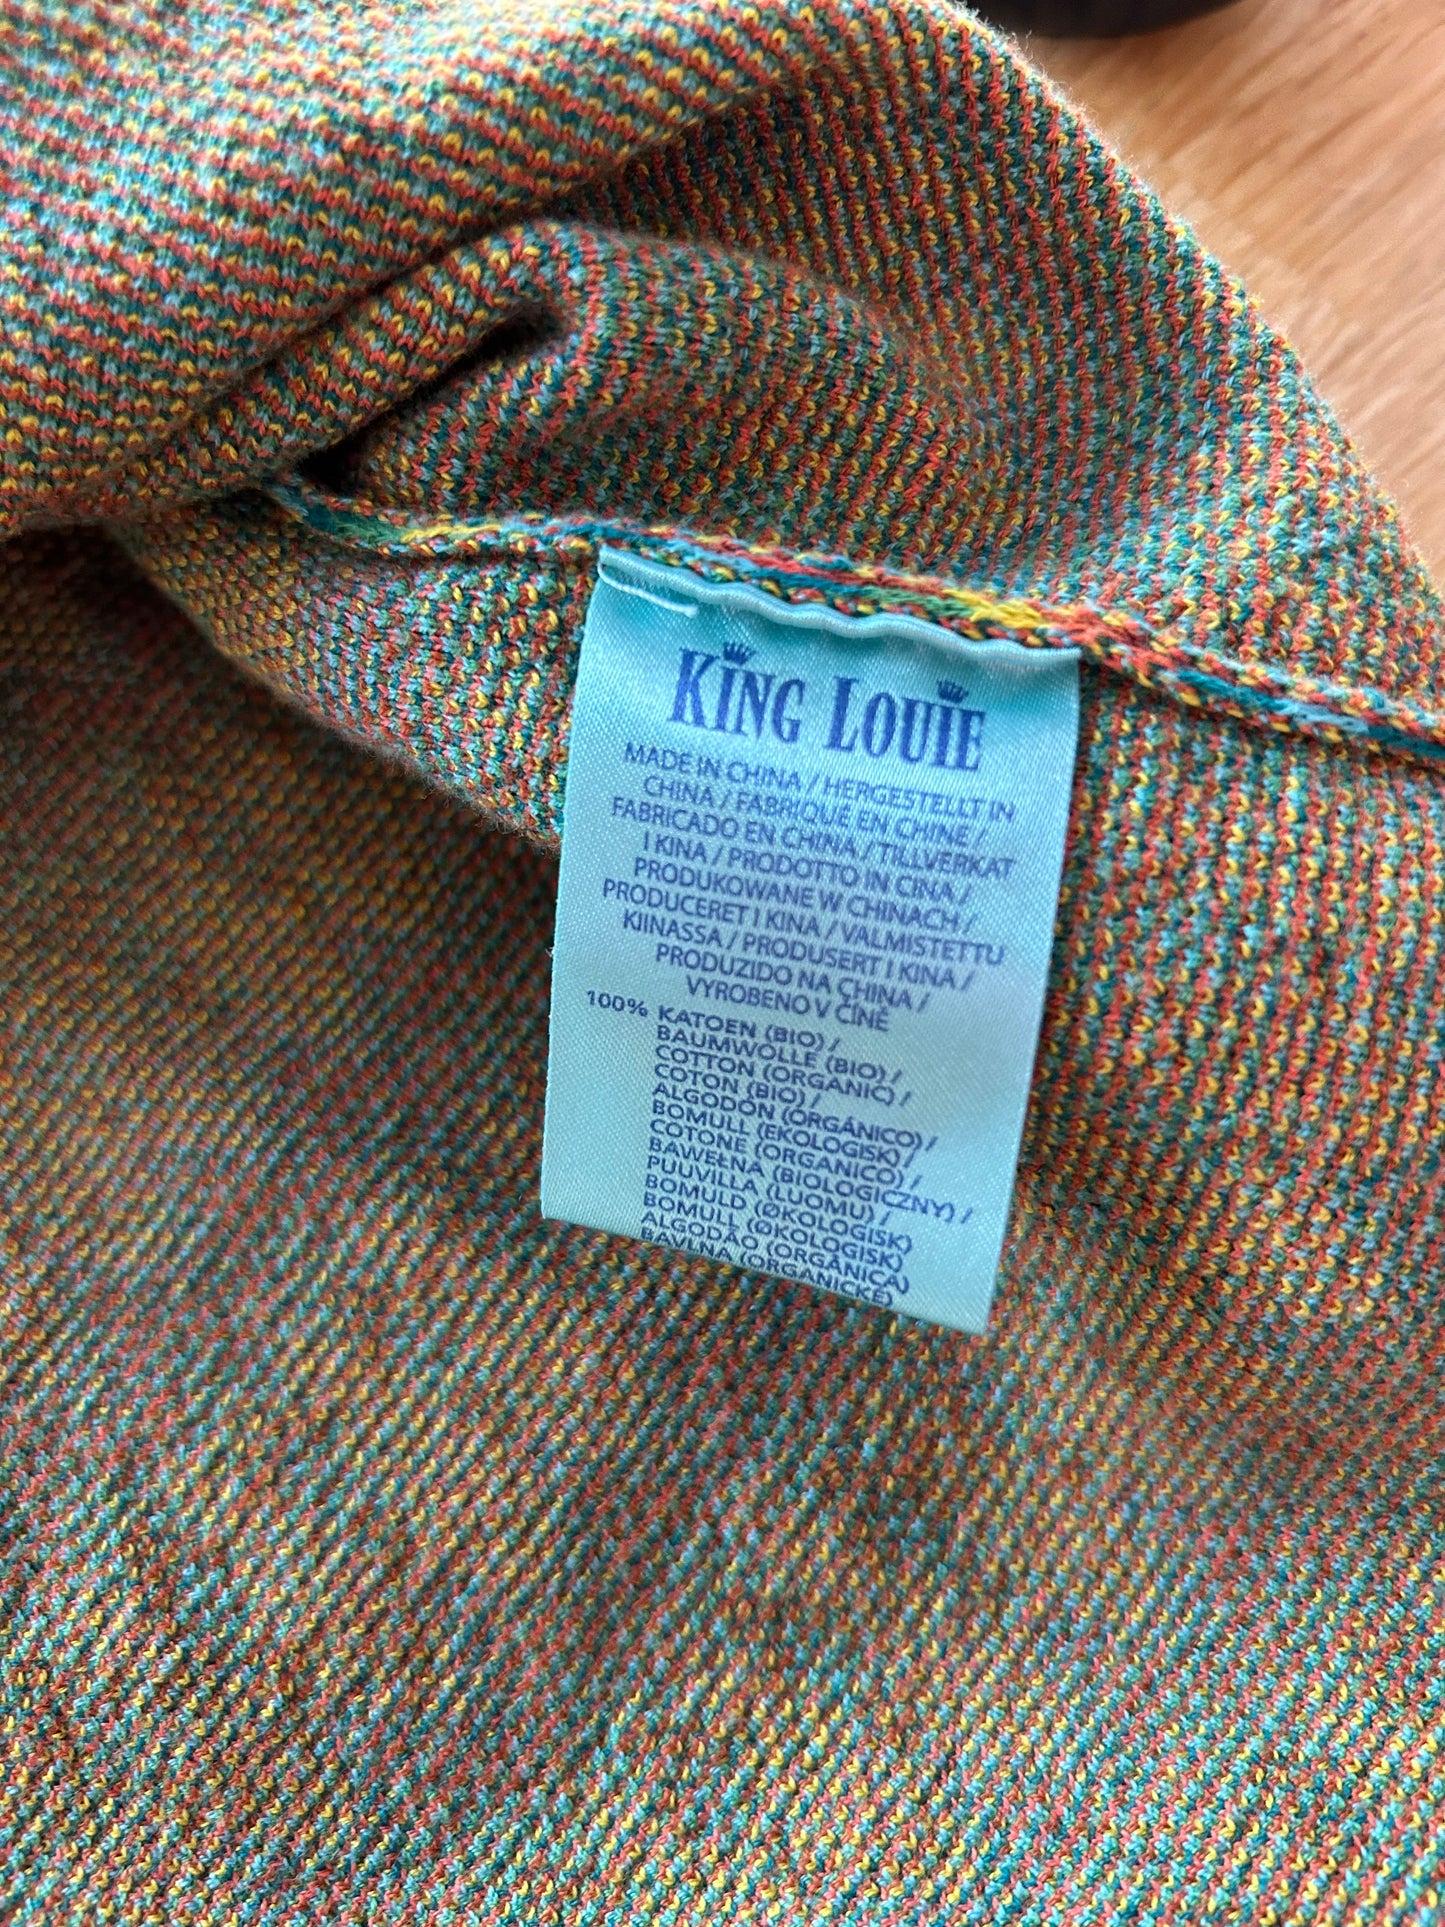 KING LOUIE
MADE IN CHINA / HERGESTELLT IN
CHINA / FABRIQUÉ EN CHINE /
FABRICADO EN CHINA / TILLVERKAT
I KINA / PRODOTTO IN CINA /
PRODUKOWANE W CHINACH /
PRODUCERET I KINA / VALMISTETTU
KIINASSA / PRODUSERT I KINA /
PRODUZIDO NA CHINA /
VYROBENO V ČÍNĚ
100% KATOEN (BIO) /
BAUMWOLLE (BIO) /
COTTON (ORGANIC) /
COTON (BIO) /
ALGODÓN (ORGÁNICO) /
BOMULL (EKOLOGISK) /
COTONE (ORGANICO) /
BAWEŁNA (BIOLOGICZNY) /
PUUVILLA (LUOMU) /
BOMULD (ØKOLOGISK)
BOMULL (ØKOLOGISK)
ALGODÃO (ORGÂNICA)
BAVLNA (ORGANICKÉ)